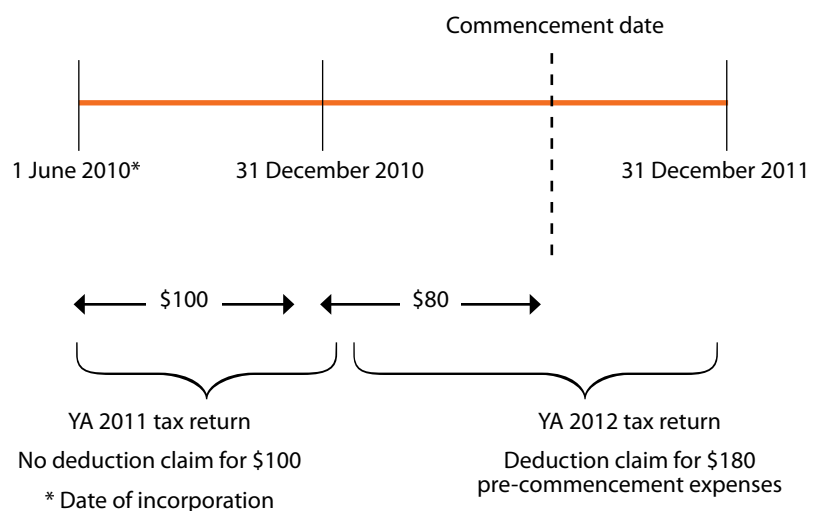 Commencement date
1 June 2010*
31 December 2010
31 December 2011
$100
$80
YA 2011 tax return
No deduction claim for $100
* Date of incorporation
YA 2012 tax return
Deduction claim for $180
pre-commencement expenses